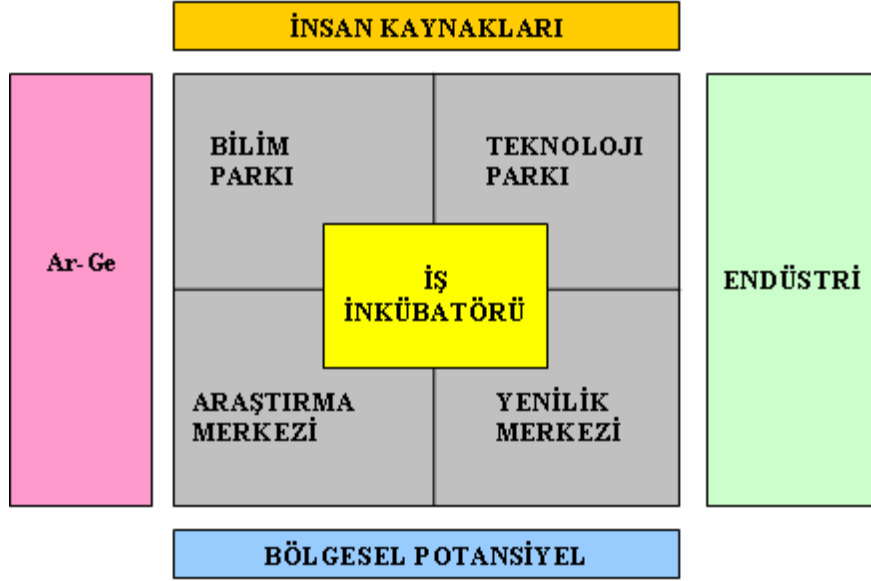 İNSAN KAYNAKLARI
BİLİM
PARKI
TEKNOLOJI
PARKI
Ar-Ge
İŞ
İNKÜBATÖRÜ
ENDÜSTRİ
ARAŞTIRMA
MERKEZİ
YENİLİK
MERKEZİ
BÖLGESEL POTANSİYEL